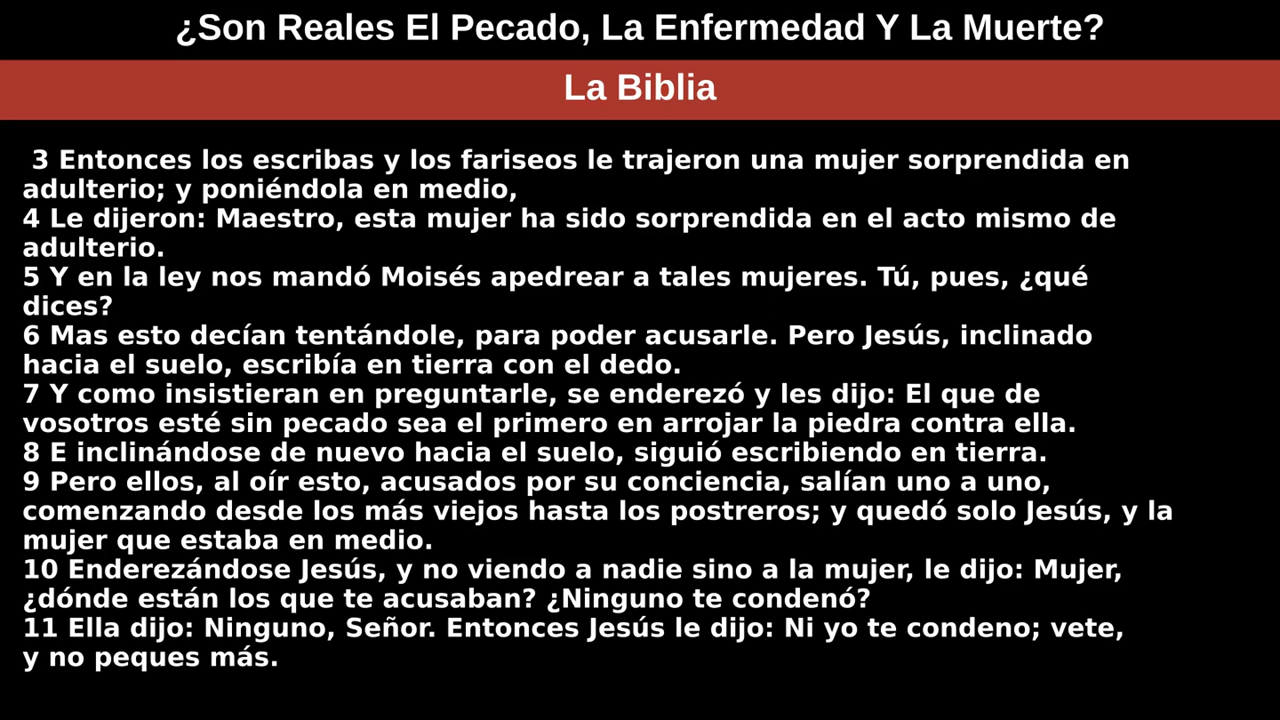 ¿Son Reales El Pecado, La Enfermedad Y La Muerte?
La Biblia
3 Entonces los escribas y los fariseos le trajeron una mujer sorprendida en
adulterio; y poniéndola en medio,
4 Le dijeron: Maestro, esta mujer ha sido sorprendida en el acto mismo de
adulterio.
5 Y en la ley nos mandó Moisés apedrear a tales mujeres. Tú, pues, ¿qué
dices?
6 Mas esto decían tentándole, para poder acusarle. Pero Jesús, inclinado
hacia el suelo, escribía en tierra con el dedo.
7 Y como insistieran en preguntarle, se enderezó y les dijo: El que de
vosotros esté sin pecado sea el primero en arrojar la piedra contra ella.
8 E inclinándose de nuevo hacia el suelo, siguió escribiendo en tierra.
9 Pero ellos, al oír esto, acusados por su conciencia, salían uno a uno,
comenzando desde los más viejos hasta los postreros; y quedó solo Jesús, y la
mujer que estaba en medio.
10 Enderezándose Jesús, y no viendo a nadie sino a la mujer, le dijo: Mujer,
¿dónde están los que te acusaban? ¿Ninguno te condenó?
11 Ella dijo: Ninguno, Señor. Entonces Jesús le dijo: Ni yo te condeno; vete,
y no peques más.